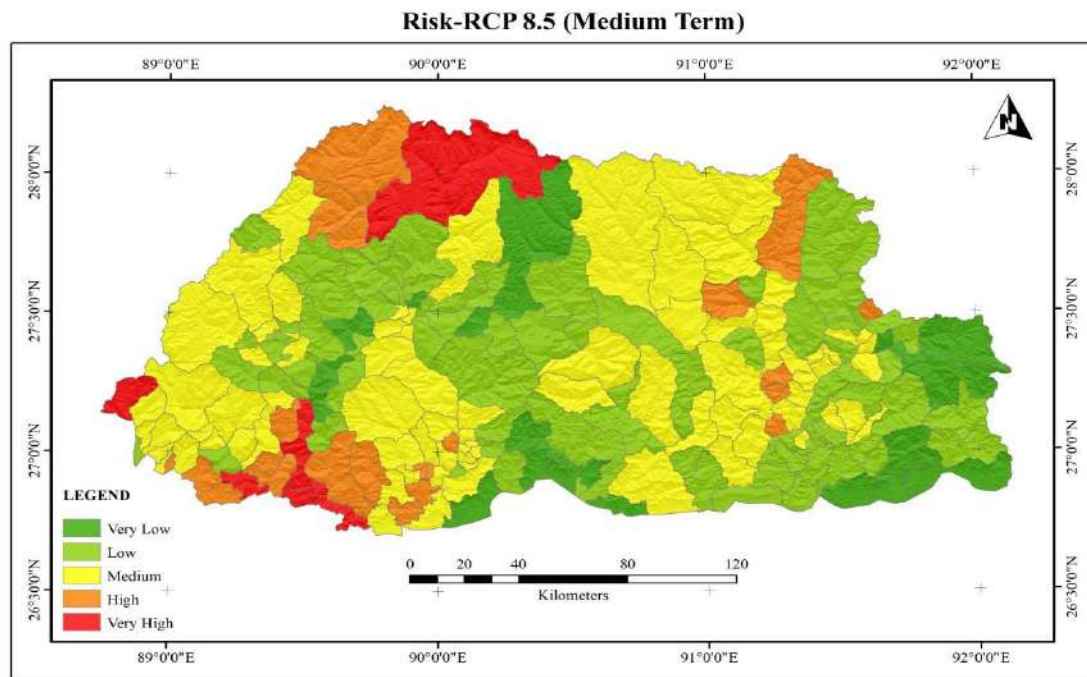 Risk-RCP 8.5 (Medium Term)
89°0'0"E 90°0'0"E 91°0'0"E 92°0'0"E
N
28°0'0"N 28°0'0"N
27°30'0"N 27°30'0"N
27°0'0"N 27°0'0"N
LEGEND
Very Low
Low
Medium
High
Very High
0 20 40 80 120
Kilometers
26°30'0"N 26°30'0"N
89°0'0"E 90°0'0"E 91°0'0"E 92°0'0"E